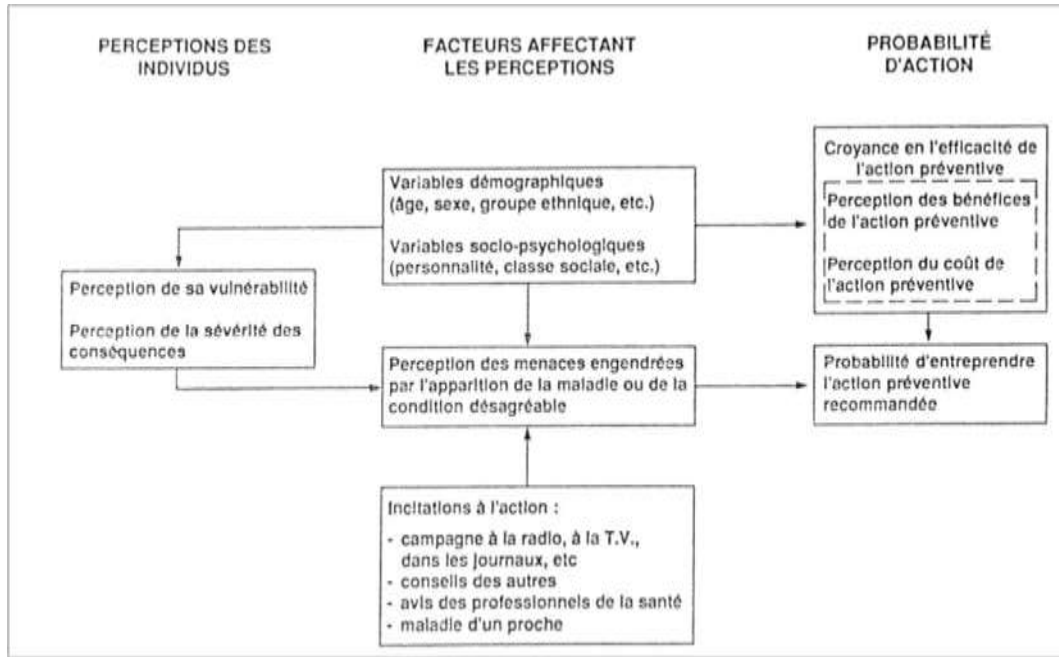 PERCEPTIONS DES
INDIVIDUS
FACTEURS AFFECTANT
LES PERCEPTIONS
PROBABILITÉ
D'ACTION
Variables démographiques
(âge, sexe, groupe ethnique, etc.)
Variables socio-psychologiques
(personnalité, classe sociale, etc.)
Croyance en l'efficacité de
l'action préventive
Perception des bénéfices
de l'action préventive
Perception du coût de
l'action préventive
Perception de sa vulnérabilité
Perception de la sévérité des
conséquences
Perception des menaces engendrées
par l'apparition de la maladie ou de la
condition désagréable
Probabilité d'entreprendre
l'action préventive
recommandée
Incitations à l'action :
- campagne à la radio, à la T.V.,
dans les journaux, etc
- conseils des autres
- avis des professionnels de la santé
- maladie d'un proche